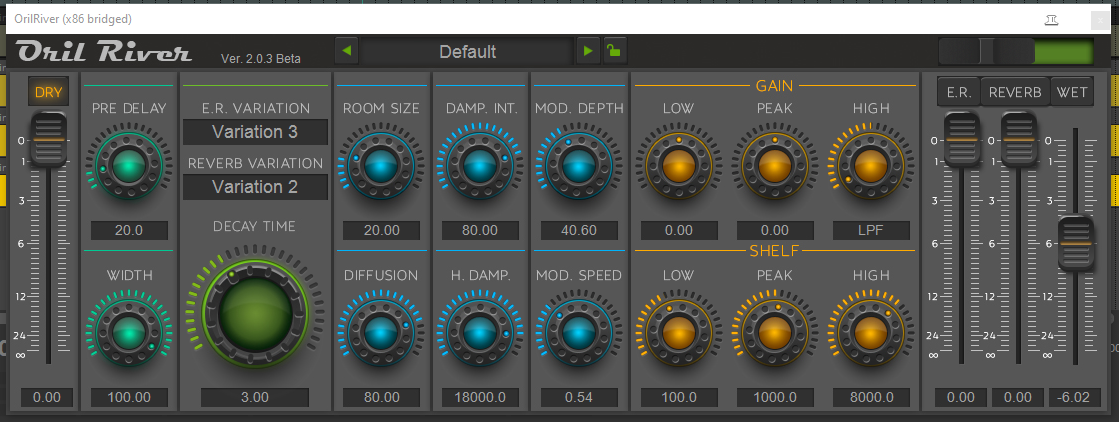 OrilRiver (x86 bridged)
Oril River
Ver. 2.0.3 Beta
Default
DRY
0
1
3
6
12
24
∞
0.00
PRE DELAY
20.0
WIDTH
100.00
E.R. VARIATION
Variation 3
REVERB VARIATION
Variation 2
DECAY TIME
3.00
ROOM SIZE
20.00
DIFFUSION
80.00
DAMP. INT.
80.00
H. DAMP.
18000.0
MOD. DEPTH
40.60
MOD. SPEED
0.54
GAIN
LOW PEAK HIGH
0.00 0.00 LPF
SHELF
LOW PEAK HIGH
100.0 1000.0 8000.0
E.R. REVERB WET
0 0
1 1
3 3
6 6
12 12
24 24
∞ ∞
0.00 0.00 -6.02